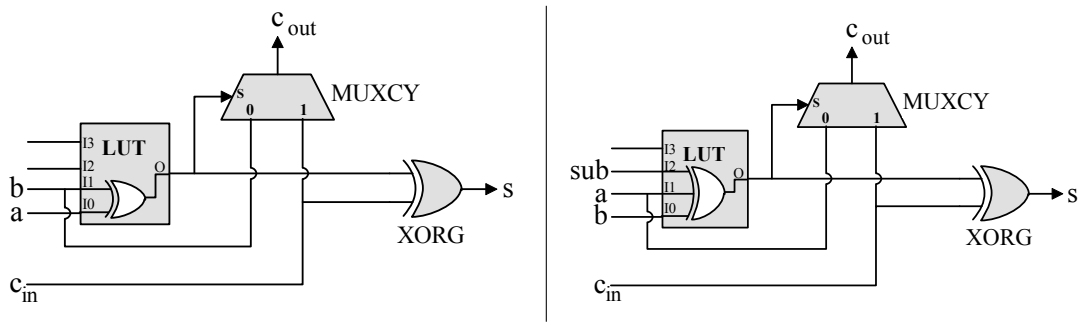 c out
s
0 1
MUXCY
I3
LUT
I2
O
b
I1
a
I0
s
XORG
c in
c out
s
0 1
MUXCY
I3
LUT
sub
I2
O
a
I1
b
I0
s
XORG
c in